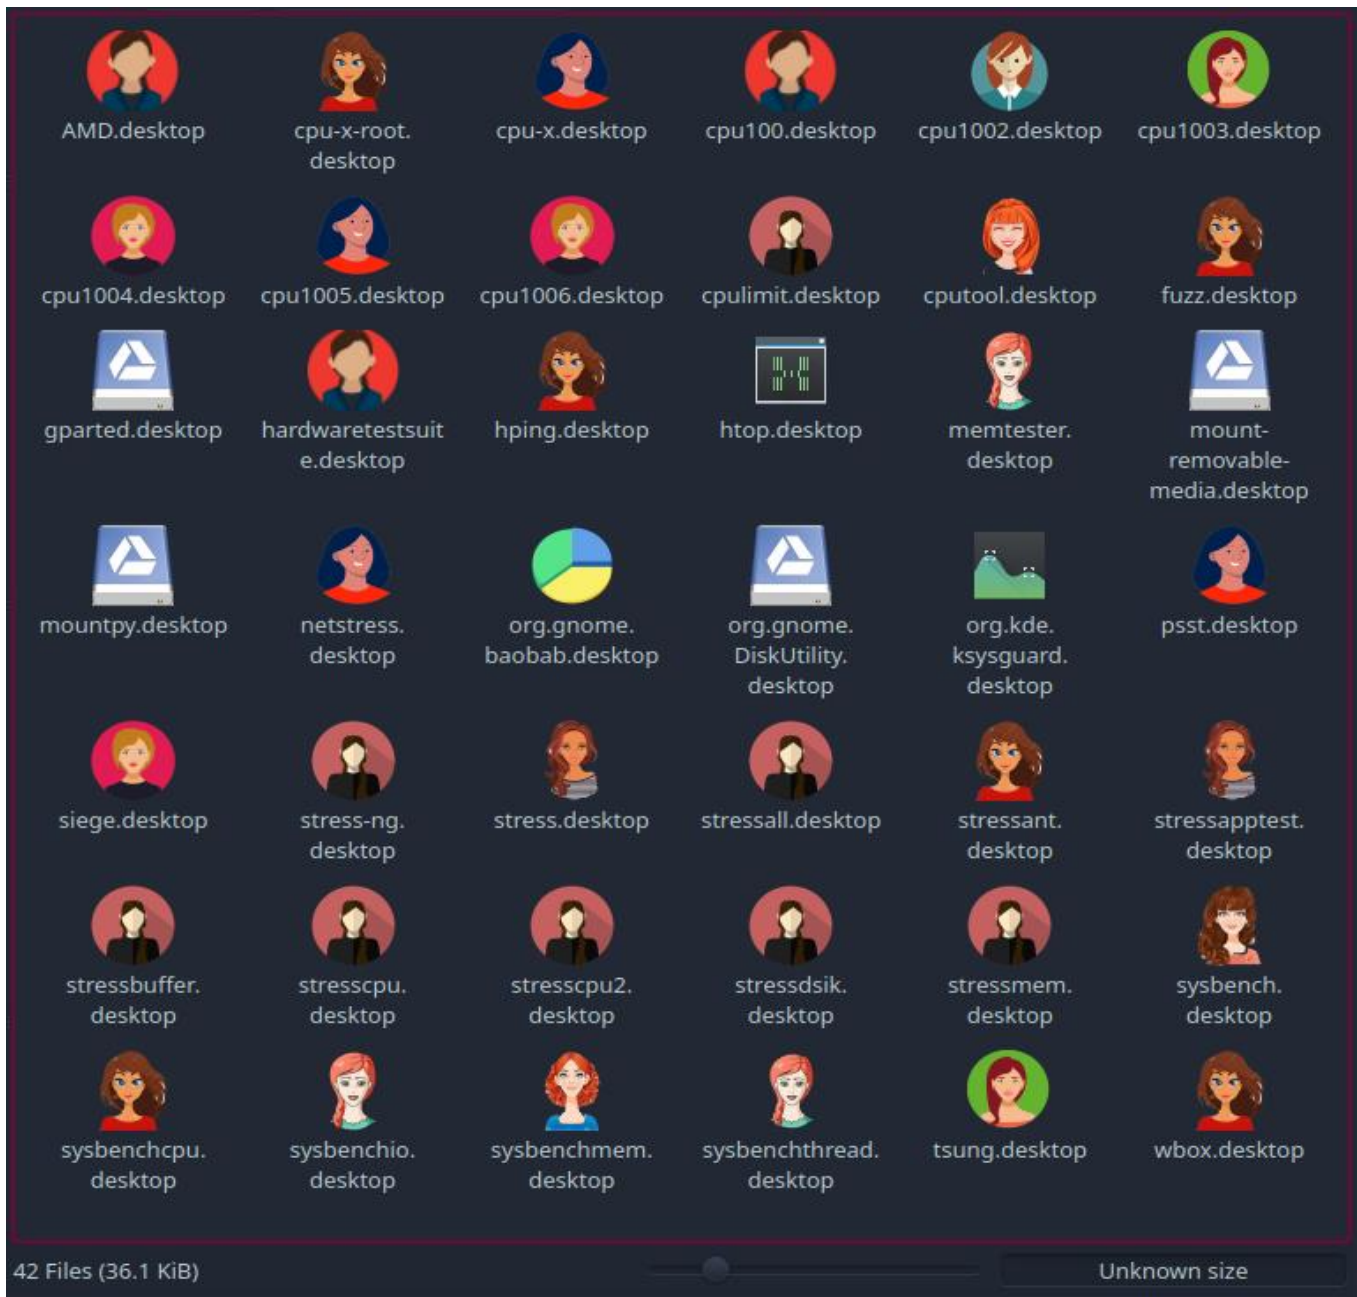 AMD.desktop
cpu-x-root.
desktop
cpu-x.desktop
cpu100.desktop
cpu1002.desktop
cpu1003.desktop
cpu1004.desktop
cpu1005.desktop
cpu1006.desktop
cpulimit.desktop
cputool.desktop
fuzz.desktop
gparted.desktop
hardwaretestsuit
e.desktop
hping.desktop
htop.desktop
memtester.
desktop
mount-
removable-
media.desktop
mountpy.desktop
netstress.
desktop
org.gnome.
baobab.desktop
org.gnome.
DiskUtility.
desktop
org.kde.
ksysguard.
desktop
psst.desktop
siege.desktop
stress-ng.
desktop
stress.desktop
stressall.desktop
stressant.
desktop
stressapptest.
desktop
stressbuffer.
desktop
stresscpu.
desktop
stresscpu2.
desktop
stressdsik.
desktop
stressmem.
desktop
sysbench.
desktop
sysbenchcpu.
desktop
sysbenchio.
desktop
sysbenchmem.
desktop
sysbenchthread.
desktop
tsung.desktop
wbox.desktop
42 Files (36.1 KiB)
Unknown size